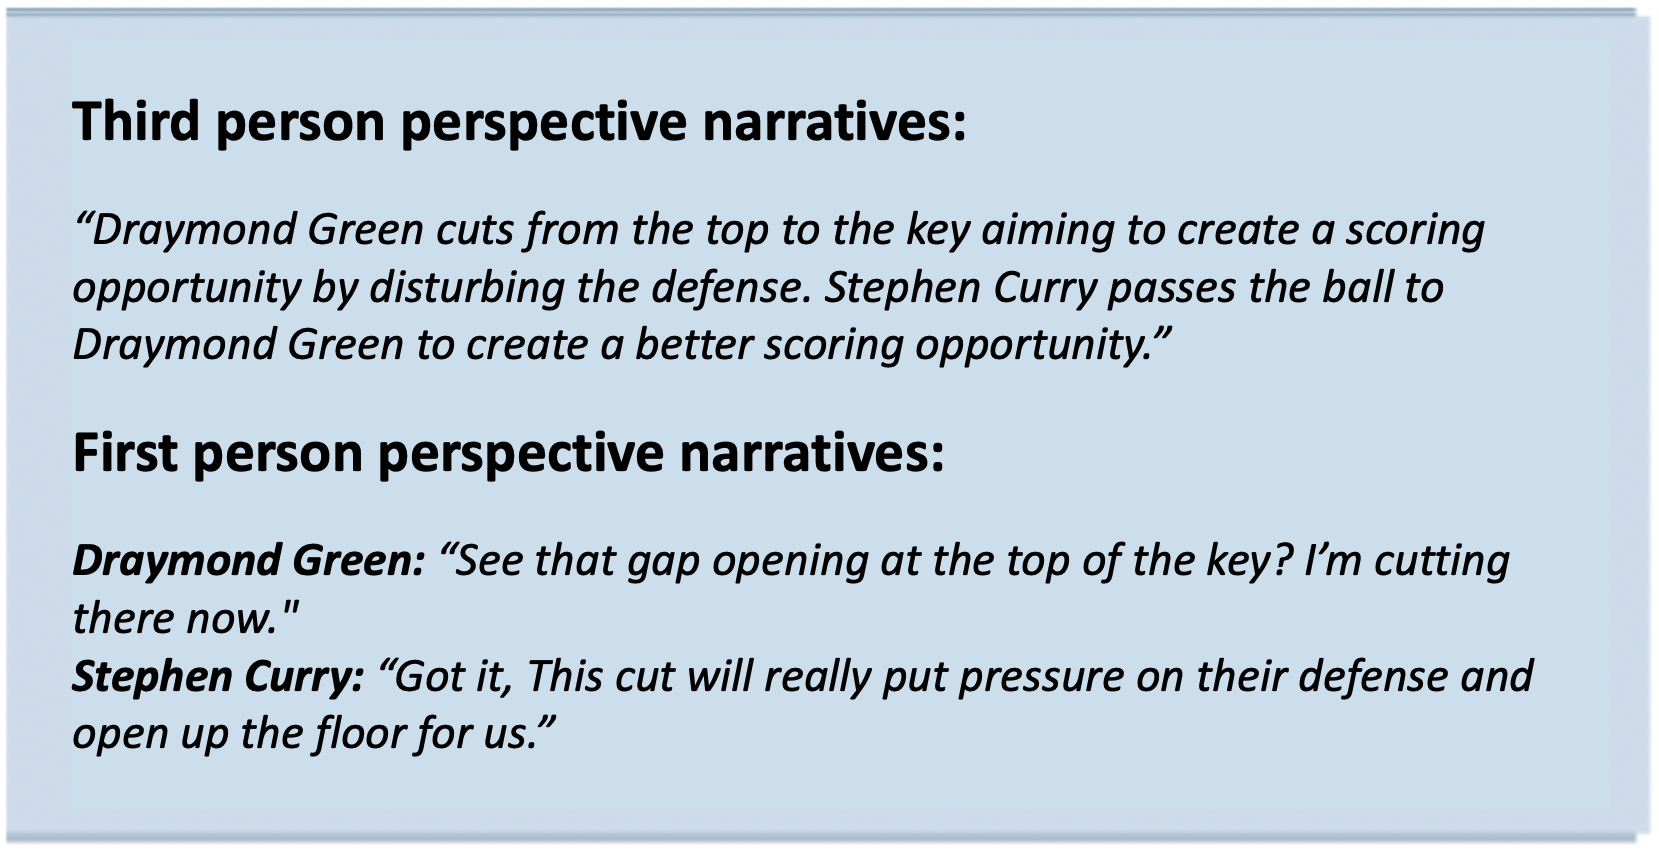 Third person perspective narratives:
“Draymond Green cuts from the top to the key aiming to create a scoring
opportunity by disturbing the defense. Stephen Curry passes the ball to
Draymond Green to create a better scoring opportunity.”
First person perspective narratives:
Draymond Green: “See that gap opening at the top of the key? I’m cutting
there now."
Stephen Curry: “Got it, This cut will really put pressure on their defense and
open up the floor for us.”